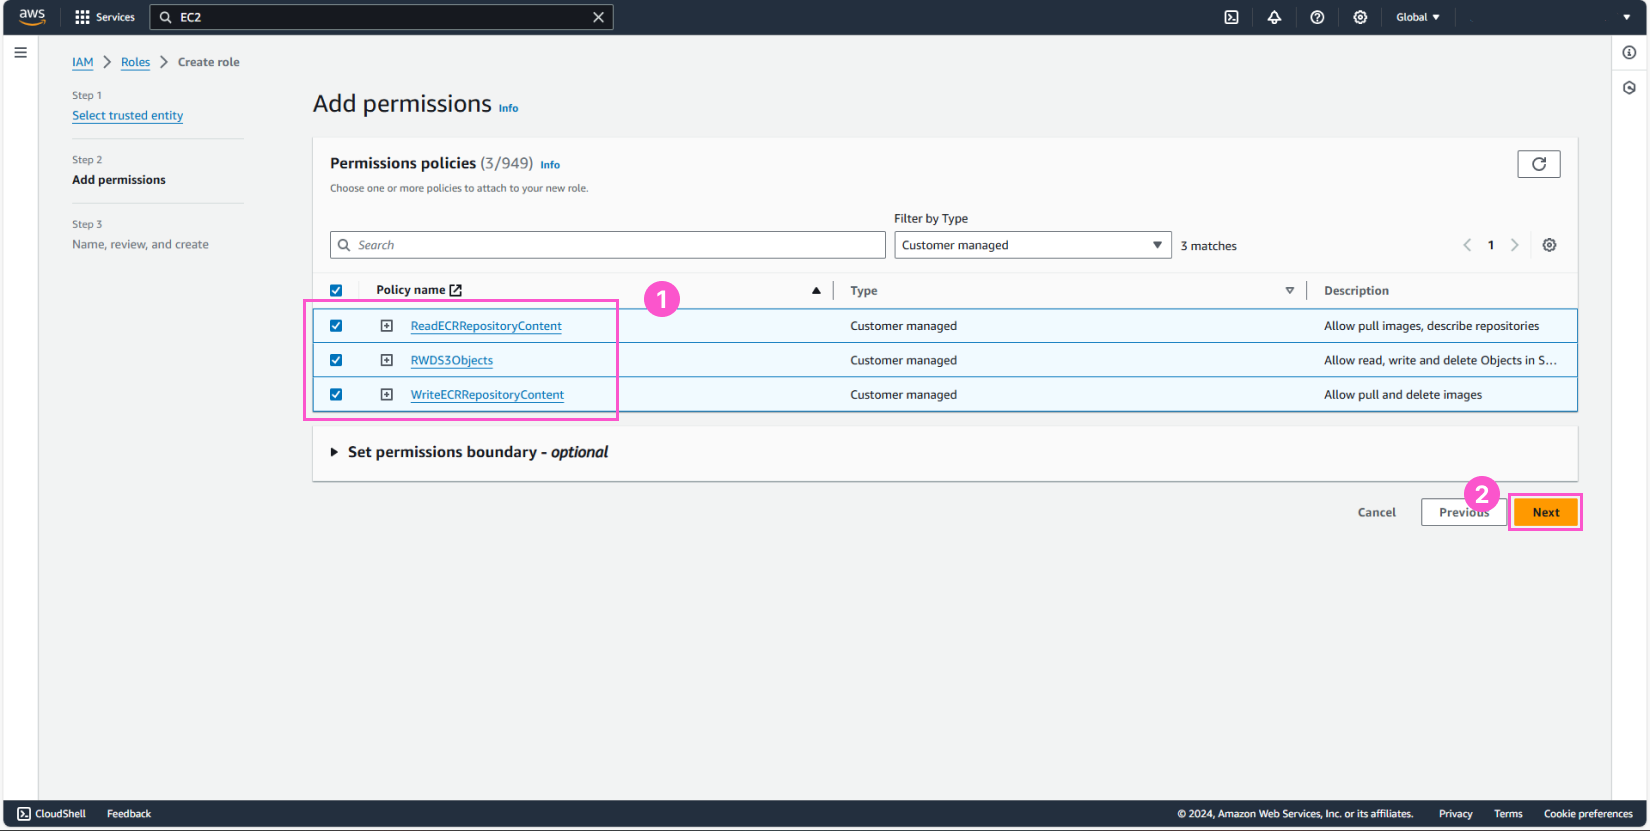 aws Services EC2 Global
IAM Roles Create role
Step 1
Select trusted entity
Step 2
Add permissions
Step 3
Name, review, and create
Add permissions Info
Permissions policies (3/949) Info
Choose one or more policies to attach to your new role.
Filter by Type
Search Customer managed 3 matches 1
Policy name Type Description
1
ReadECRRepositoryContent Customer managed Allow pull images, describe repositories
RWDS3Objects Customer managed Allow read, write and delete Objects in S...
WriteECRRepositoryContent Customer managed Allow pull and delete images
Set permissions boundary - optional
2
Cancel Previous Next
CloudShell Feedback © 2024, Amazon Web Services, Inc. or its affiliates. Privacy Terms Cookie preferences